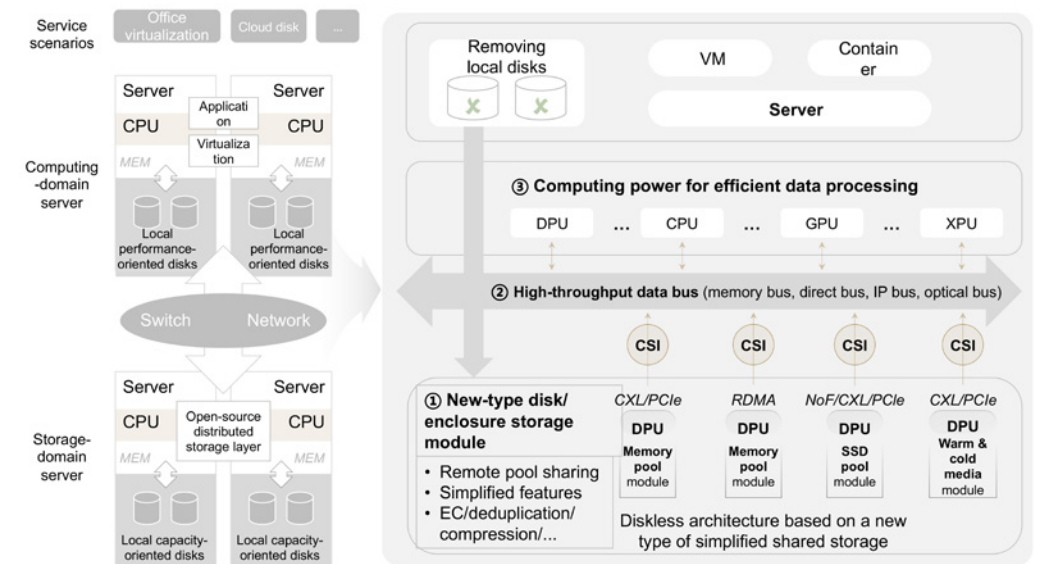 Service
scenarios
Office
virtualization
Cloud disk
...
Computing
-domain
server
Server
Server
Applicati
on
CPU
CPU
Virtualiza
tion
MEM
MEM
Local
performance-
oriented disks
Local
performance-
oriented disks
Switch
Network
Storage-
domain
server
Server
Server
CPU
CPU
Open-source
distributed
storage layer
MEM
MEM
Local capacity-
oriented disks
Local capacity-
oriented disks
Removing
local disks
VM
Contain
er
Server
③ Computing power for efficient data processing
DPU ... CPU ... GPU ... XPU
② High-throughput data bus (memory bus, direct bus, IP bus, optical bus)
CSI CSI CSI CSI
① New-type disk/
enclosure storage
module
• Remote pool sharing
• Simplified features
• EC/deduplication/
compression/...
CXL/PCIe
DPU
Memory
pool
module
RDMA
DPU
Memory
pool
module
NoF/CXL/PCIe
DPU
SSD
pool
module
CXL/PCIe
DPU
Warm &
cold
media
module
Diskless architecture based on a new
type of simplified shared storage